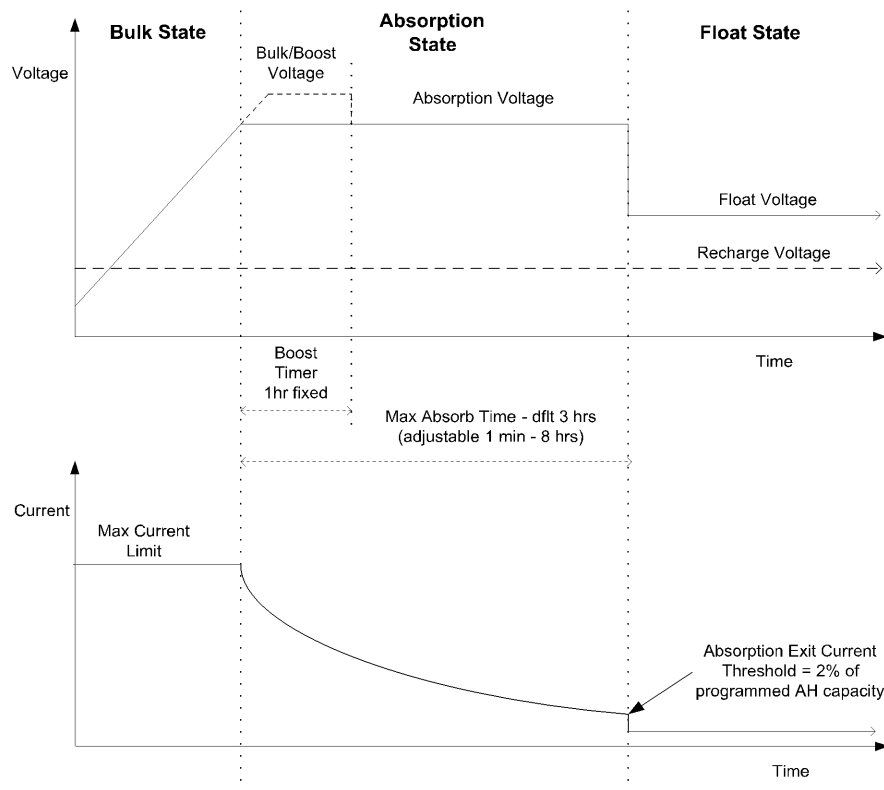 Bulk State
Absorption
State
Float State
Voltage
Bulk/Boost
Voltage
Absorption Voltage
Float Voltage
Recharge Voltage
Time
Boost
Timer
1hr fixed
Max Absorb Time - dflt 3 hrs
(adjustable 1 min - 8 hrs)
Current
Max Current
Limit
Absorption Exit Current
Threshold = 2% of
programmed AH capacity
Time